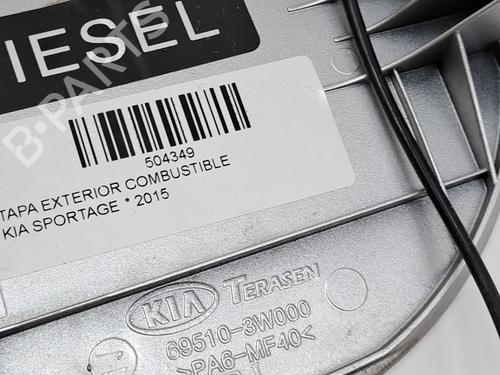 IESEL
B-PARTS
504349
TAPA EXTERIOR COMBUSTIBLE
KIA SPORTAGE * 2015
KIA TERASEN
69510-3W000
>PA6-MF40<